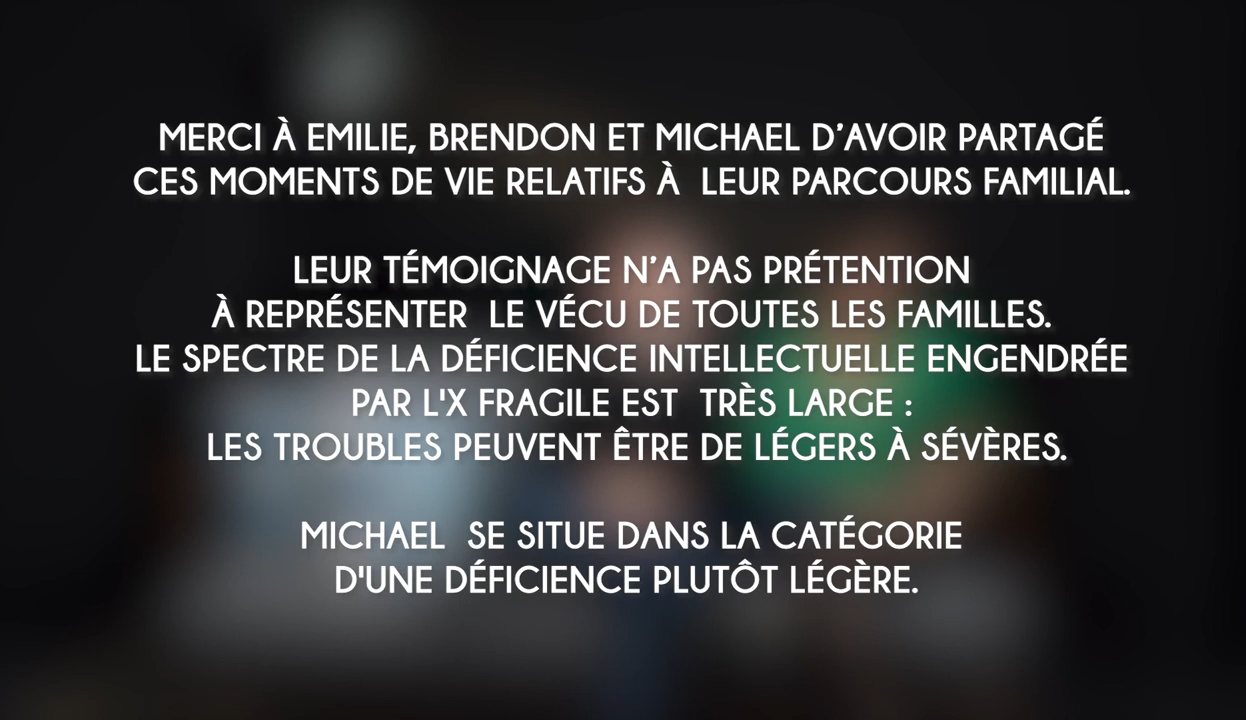 MERCI À EMILIE, BRENDON ET MICHAEL D’AVOIR PARTAGÉ
CES MOMENTS DE VIE RELATIFS À  LEUR PARCOURS FAMILIAL.
LEUR TÉMOIGNAGE N’A PAS PRÉTENTION
À REPRÉSENTER  LE VÉCU DE TOUTES LES FAMILLES.
LE SPECTRE DE LA DÉFICIENCE INTELLECTUELLE ENGENDRÉE
PAR L'X FRAGILE EST  TRÈS LARGE :
LES TROUBLES PEUVENT ÊTRE DE LÉGERS À SÉVÈRES.
MICHAEL  SE SITUE DANS LA CATÉGORIE
D'UNE DÉFICIENCE PLUTÔT LÉGÈRE.